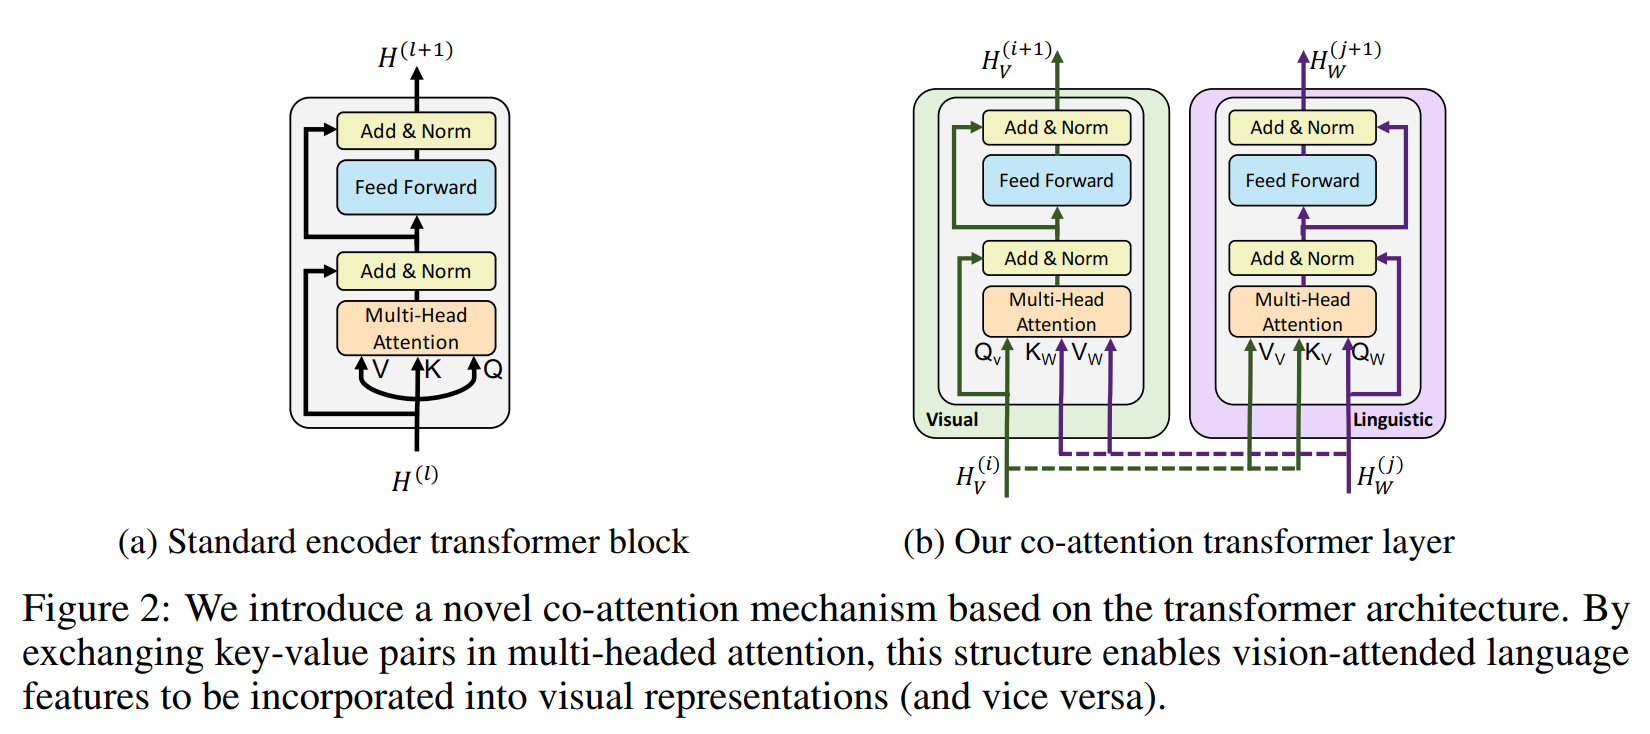 H^(l+1)
Add & Norm
Feed Forward
Add & Norm
Multi-Head
Attention
V K Q
H^(l)
(a) Standard encoder transformer block
H_V^(i+1)
Add & Norm
Feed Forward
Add & Norm
Multi-Head
Attention
Q_v K_W V_W
Visual
H_V^(i)
H_W^(j+1)
Add & Norm
Feed Forward
Add & Norm
Multi-Head
Attention
V_V K_V Q_W
Linguistic
H_W^(j)
(b) Our co-attention transformer layer
Figure 2: We introduce a novel co-attention mechanism based on the transformer architecture. By
exchanging key-value pairs in multi-headed attention, this structure enables vision-attended language
features to be incorporated into visual representations (and vice versa).